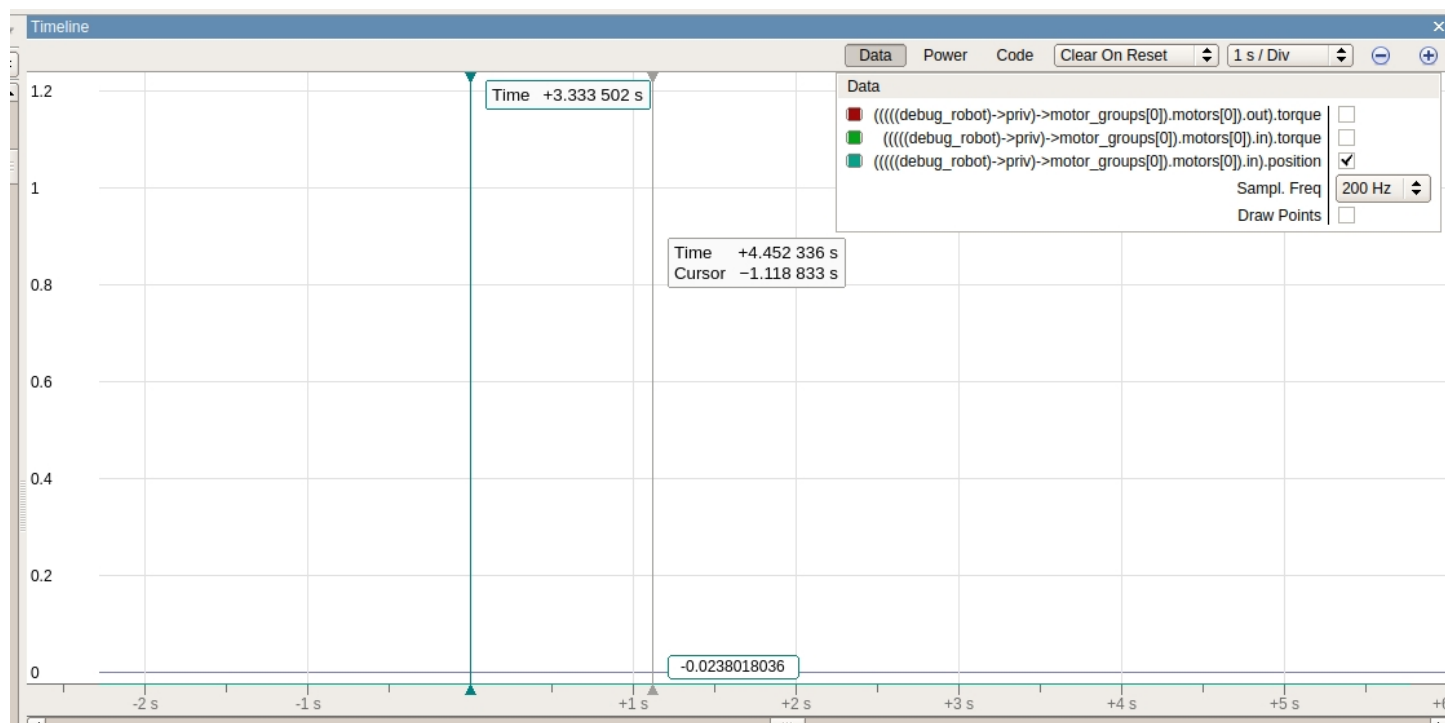 Timeline
Data Power Code Clear On Reset 1 s / Div
Data
(((((debug_robot)->priv)->motor_groups[0]).motors[0]).out).torque
(((((debug_robot)->priv)->motor_groups[0]).motors[0]).in).torque
(((((debug_robot)->priv)->motor_groups[0]).motors[0]).in).position
Sampl. Freq 200 Hz
Draw Points
Time +3.333 502 s
Time +4.452 336 s
Cursor −1.118 833 s
1.2
1
0.8
0.6
0.4
0.2
0
-0.0238018036
-2 s -1 s +1 s +2 s +3 s +4 s +5 s